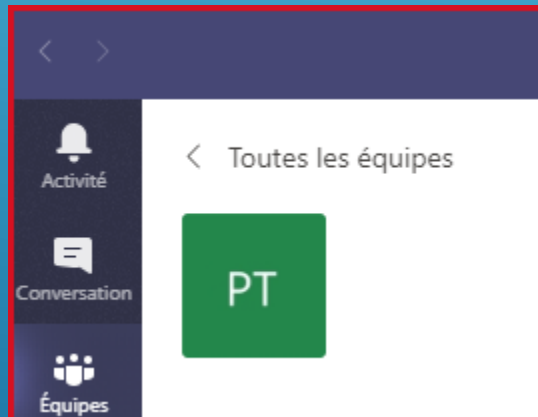 Activité
Conversation
Équipes
Toutes les équipes
PT